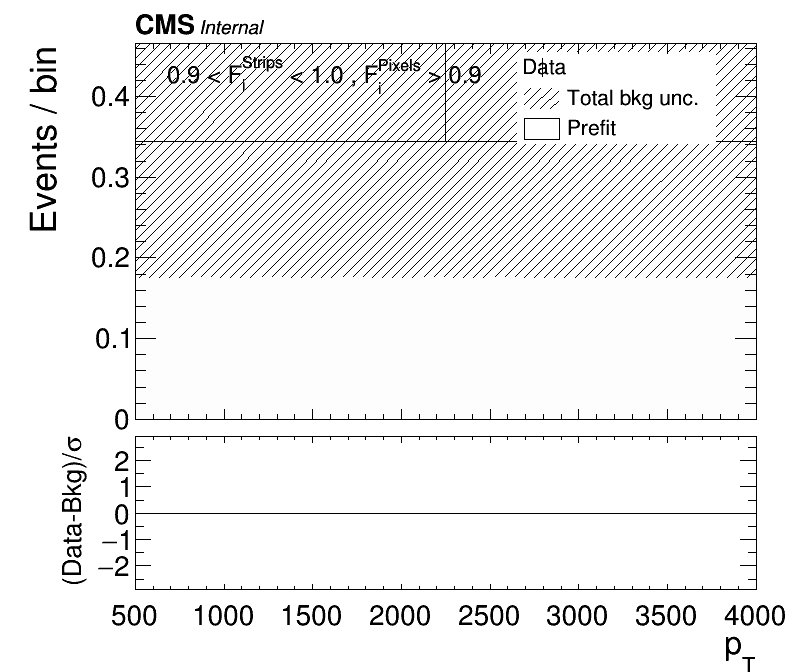 CMS Internal
Events / bin
0.9 < F_i^Strips < 1.0 , F_i^Pixels > 0.9
Data
Total bkg unc.
Prefit
0.4
0.3
0.2
0.1
0
(Data-Bkg)/σ
2
1
0
−1
−2
500 1000 1500 2000 2500 3000 3500 4000
p_T